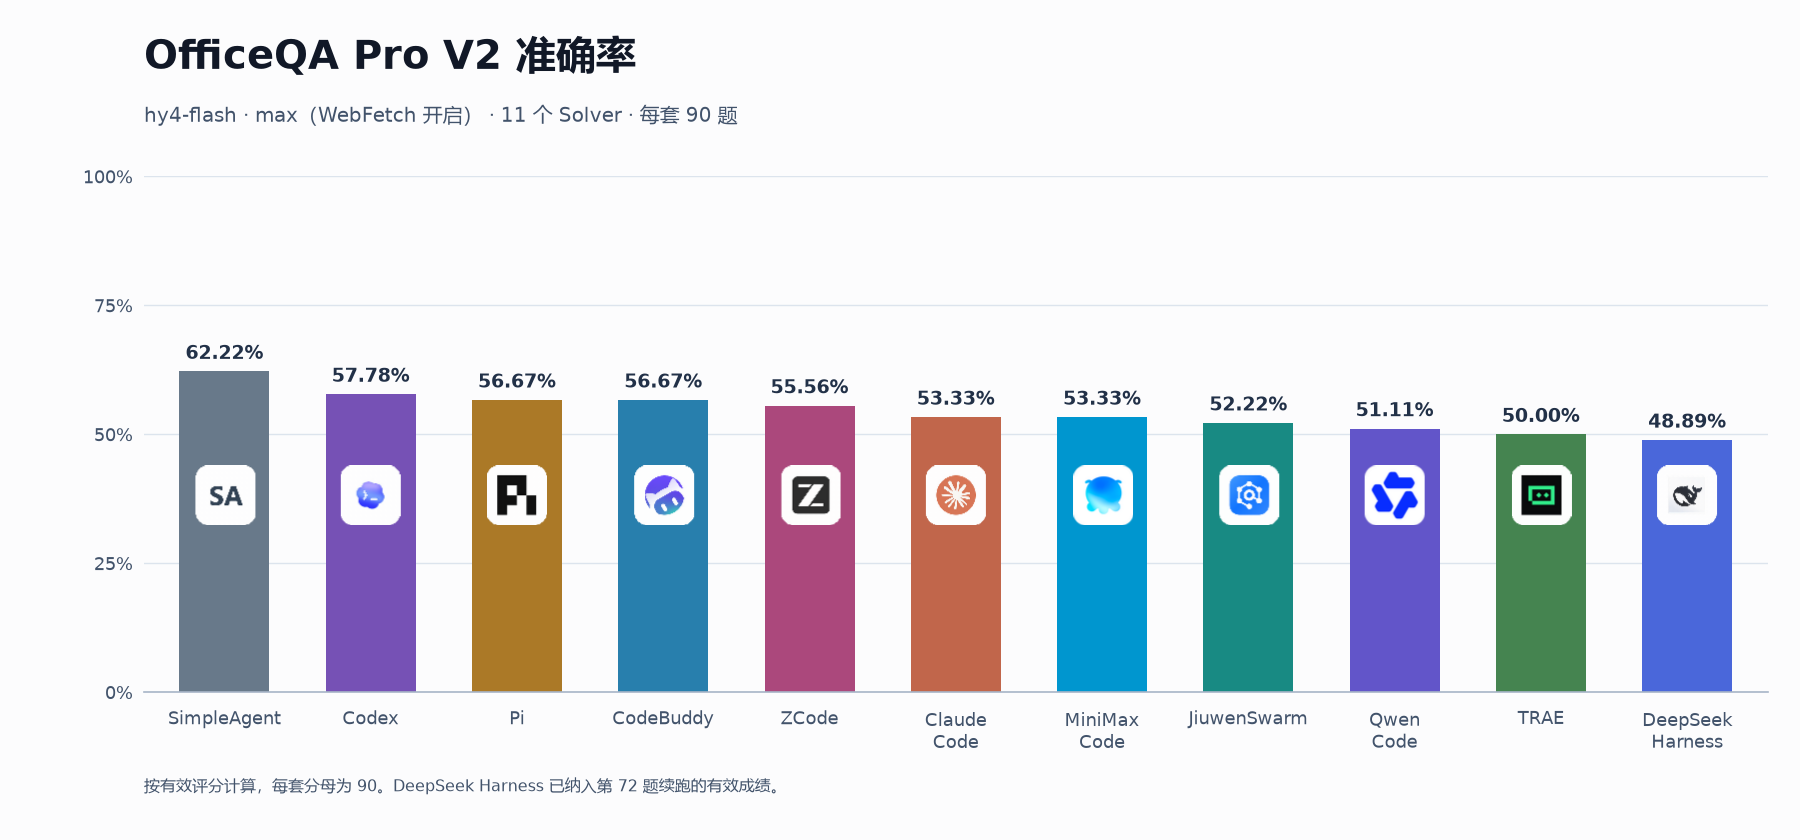 OfficeQA Pro V2 准确率
hy4-flash · max（WebFetch 开启） · 11 个 Solver · 每套 90 题
100%
75%
50%
25%
0%
62.22%
57.78%
56.67%
56.67%
55.56%
53.33%
53.33%
52.22%
51.11%
50.00%
48.89%
SA
SimpleAgent
Codex
Pi
CodeBuddy
ZCode
Claude
Code
MiniMax
Code
JiuwenSwarm
Qwen
Code
TRAE
DeepSeek
Harness
按有效评分计算，每套分母为 90。DeepSeek Harness 已纳入第 72 题续跑的有效成绩。